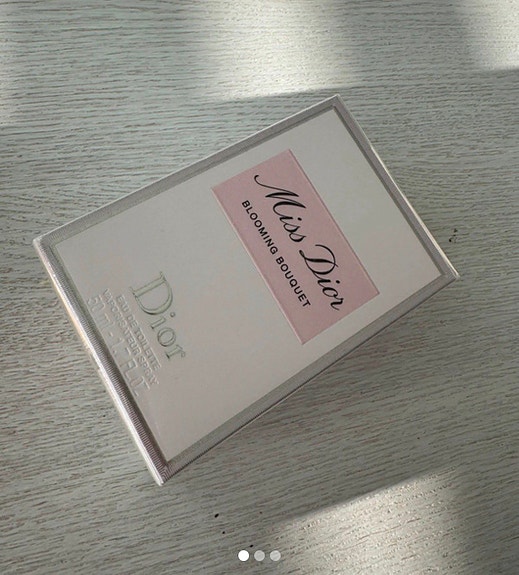 Miss Dior
BLOOMING BOUQUET
Dior
EAU DE TOILETTE